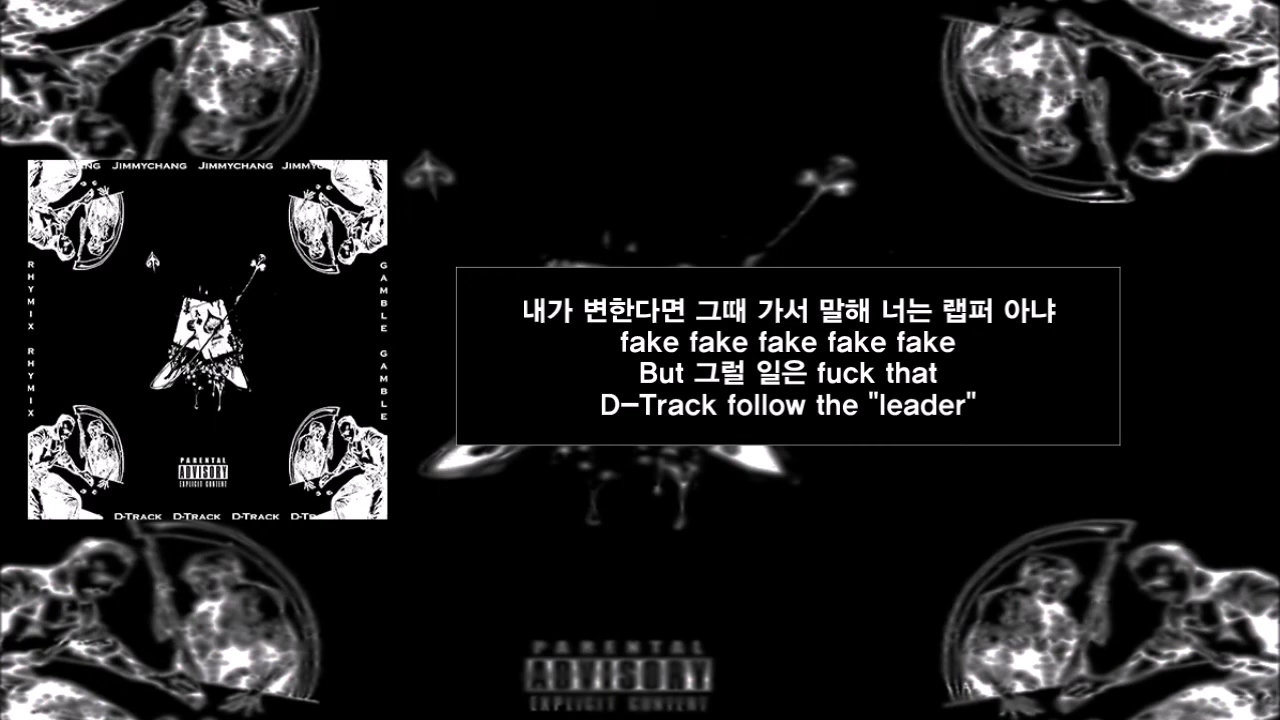 JIMMYCHANG JIMMYCHANG
RHYMIX RHYMIX
GAMBLE GAMBLE
PARENTAL
ADVISORY
EXPLICIT CONTENT
D-TRACK D-TRACK D-TRACK
내가 변한다면 그때 가서 말해 너는 랩퍼 아냐
fake fake fake fake fake
But 그럴 일은 fuck that
D-Track follow the "leader"
PARENTAL
ADVISORY
EXPLICIT CONTENT